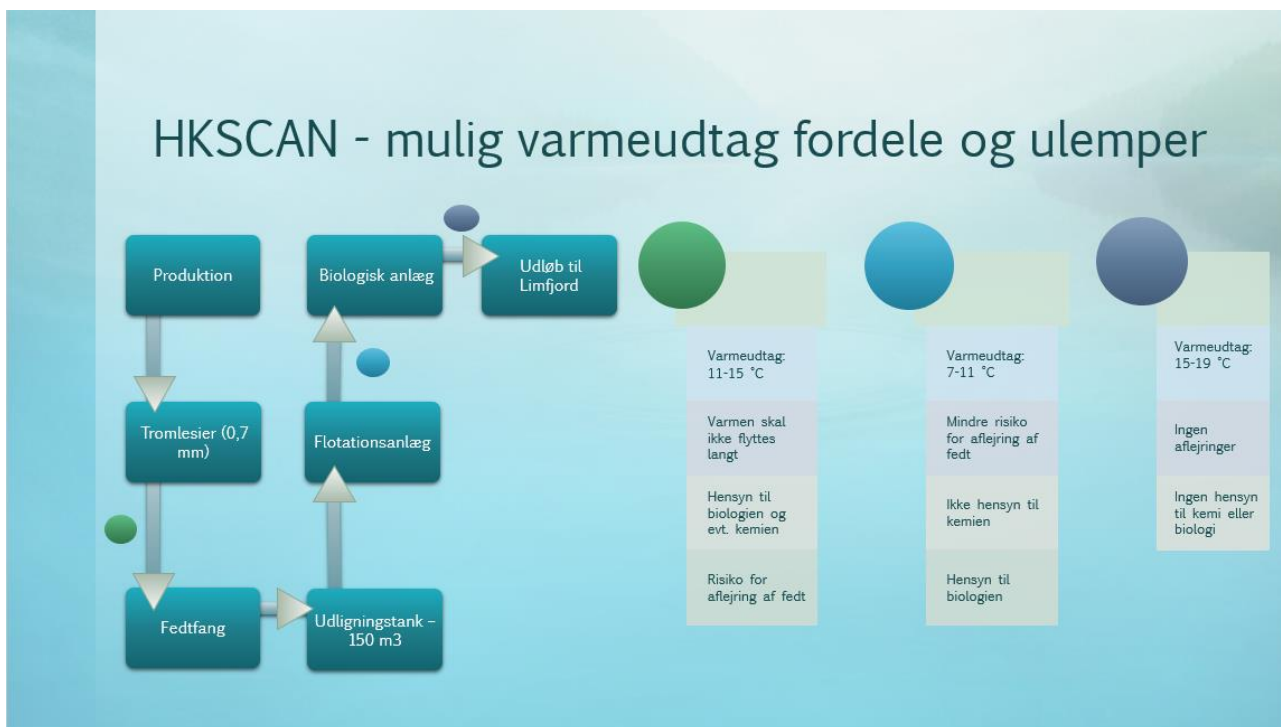 HKSCAN - mulig varmeudtag fordele og ulemper
Produktion
Biologisk anlæg
Udløb til
Limfjord
Tromlesier (0,7
mm)
Flotationsanlæg
Fedtfang
Udligningstank –
150 m3
Varmeudtag:
11-15 °C
Varmen skal
ikke flyttes
langt
Hensyn til
biologien og
evt. kemien
Risiko for
aflejring af fedt
Varmeudtag:
7-11 °C
Mindre risiko
for aflejring af
fedt
Ikke hensyn til
kemien
Hensyn til
biologien
Varmeudtag:
15-19 °C
Ingen
aflejringer
Ingen hensyn
til kemi eller
biologi